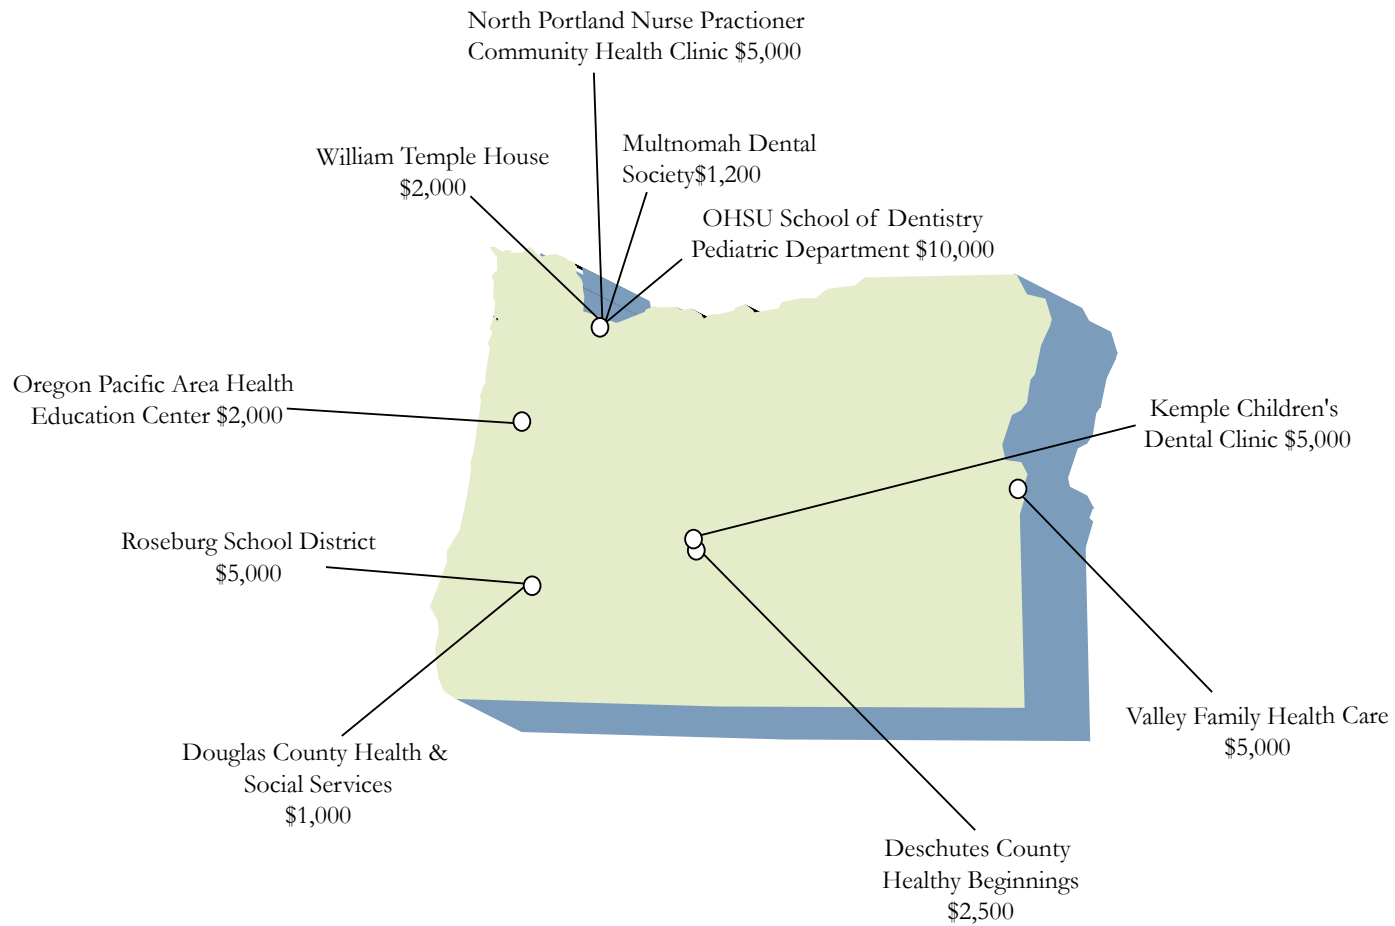 North Portland Nurse Practioner
Community Health Clinic $5,000
William Temple House
$2,000
Multnomah Dental
Society$1,200
OHSU School of Dentistry
Pediatric Department $10,000
Oregon Pacific Area Health
Education Center $2,000
Kemple Children's
Dental Clinic $5,000
Roseburg School District
$5,000
Valley Family Health Care
$5,000
Douglas County Health &
Social Services
$1,000
Deschutes County
Healthy Beginnings
$2,500